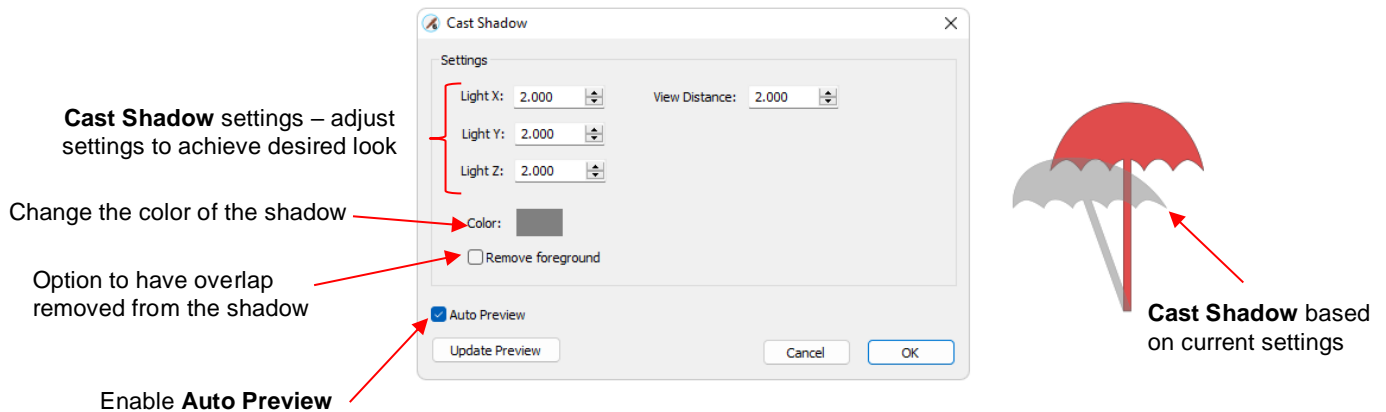 Cast Shadow
Settings
Light X: 2.000 View Distance: 2.000
Light Y: 2.000
Light Z: 2.000
Color:
Remove foreground
Auto Preview
Update Preview Cancel OK
Cast Shadow settings – adjust
settings to achieve desired look
Change the color of the shadow
Option to have overlap
removed from the shadow
Enable Auto Preview
Cast Shadow based
on current settings